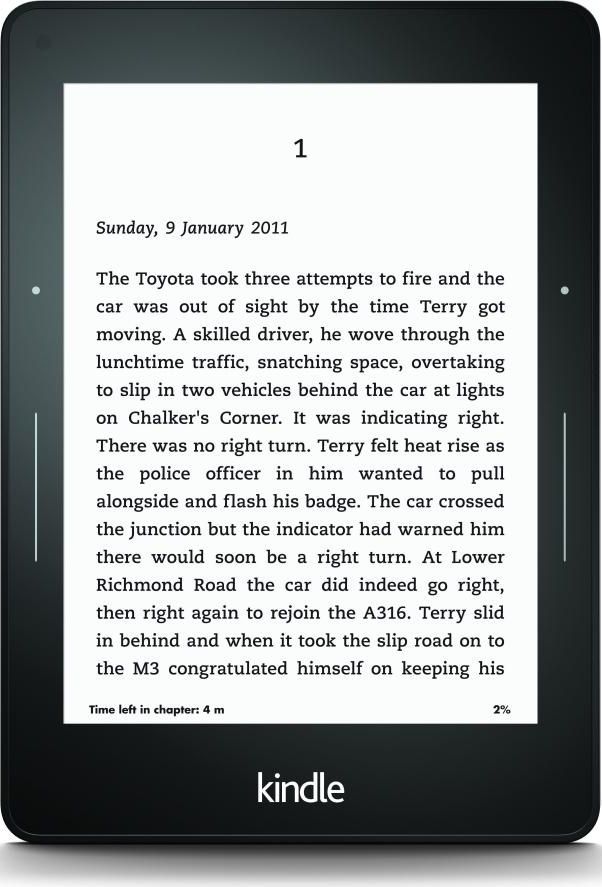 1
Sunday, 9 January 2011
The Toyota took three attempts to fire and the
car was out of sight by the time Terry got
moving. A skilled driver, he wove through the
lunchtime traffic, snatching space, overtaking
to slip in two vehicles behind the car at lights
on Chalker's Corner. It was indicating right.
There was no right turn. Terry felt heat rise as
the police officer in him wanted to pull
alongside and flash his badge. The car crossed
the junction but the indicator had warned him
there would soon be a right turn. At Lower
Richmond Road the car did indeed go right,
then right again to rejoin the A316. Terry slid
in behind and when it took the slip road on to
the M3 congratulated himself on keeping his
Time left in chapter: 4 m 2%
kindle